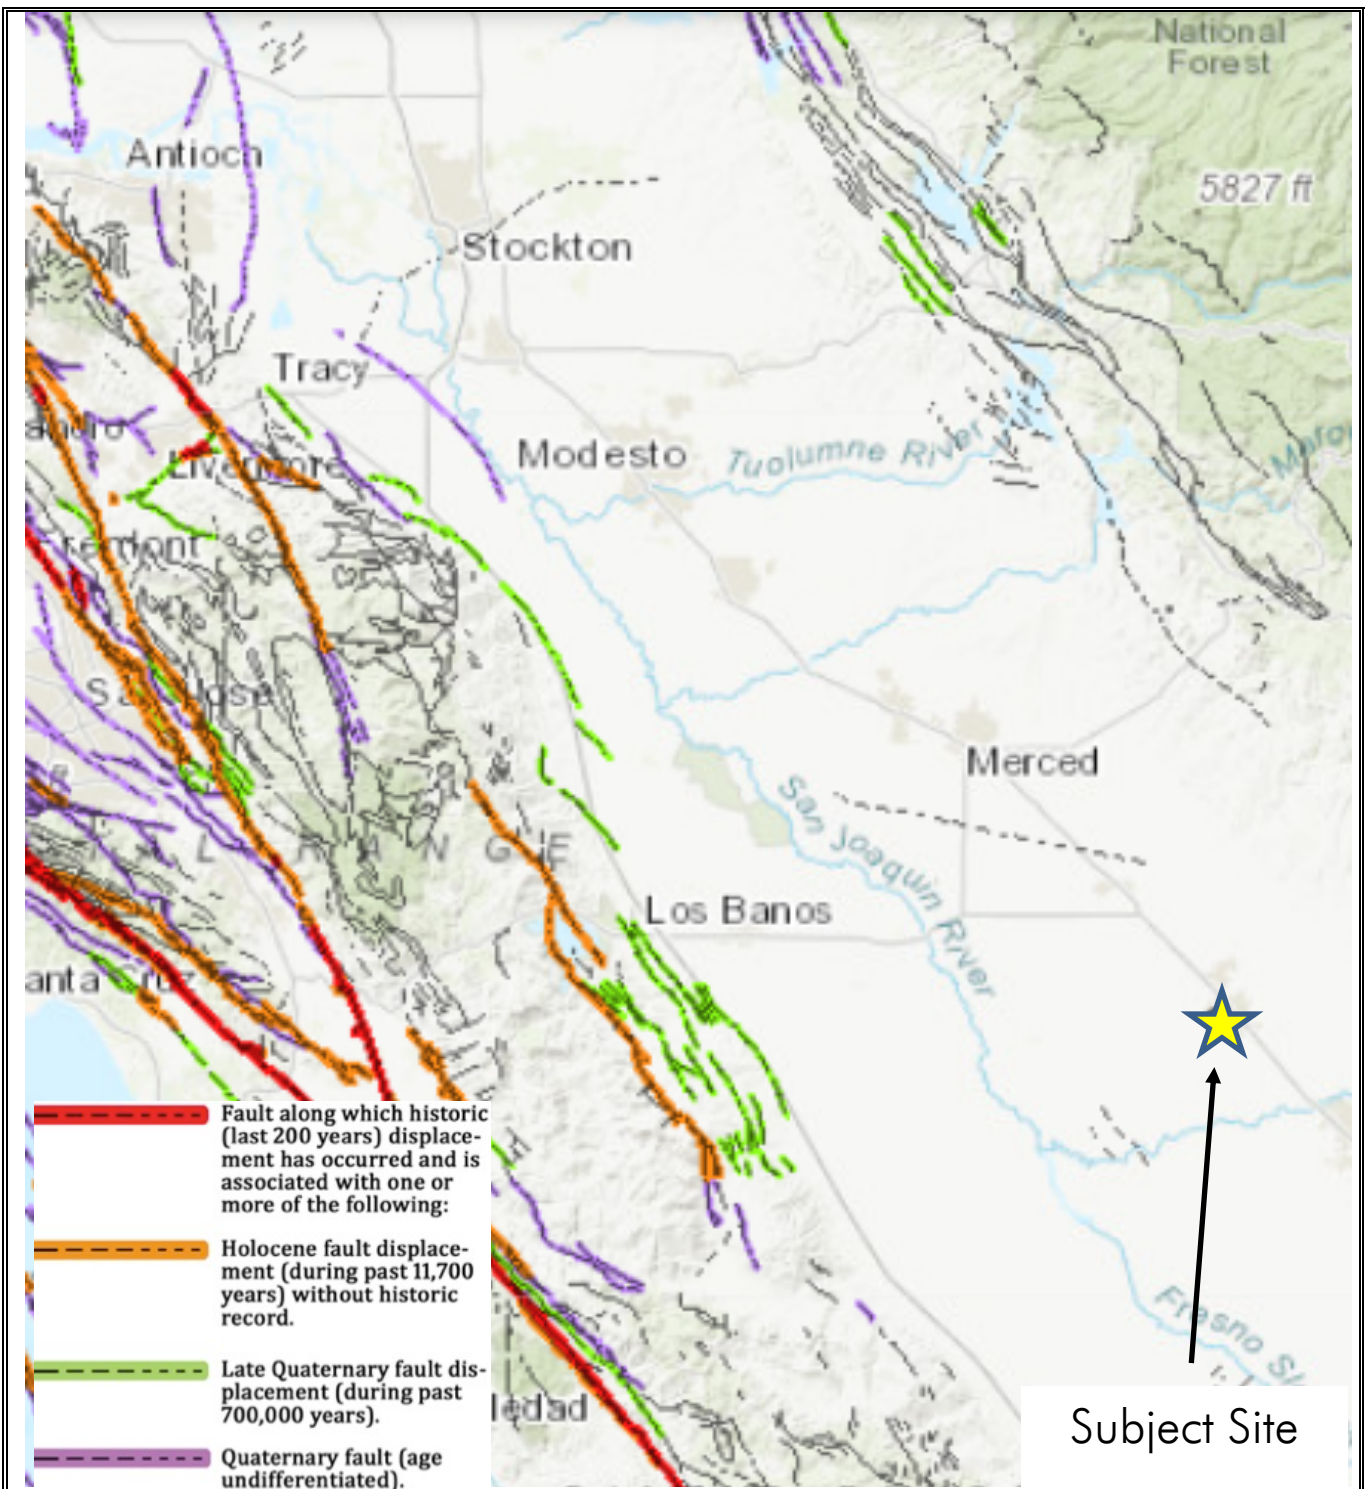 National
Forest
Antioch
5827 ft
Stockton
Tracy
Modesto
Tuolumne River
Livermore
Merced
San Joaquin River
Los Banos
Fault along which historic
(last 200 years) displace-
ment has occurred and is
associated with one or
more of the following:
Holocene fault displace-
ment (during past 11,700
years) without historic
record.
Late Quaternary fault dis-
placement (during past
700,000 years).
Quaternary fault (age
undifferentiated).
Fresno Sl
ledad
Subject Site